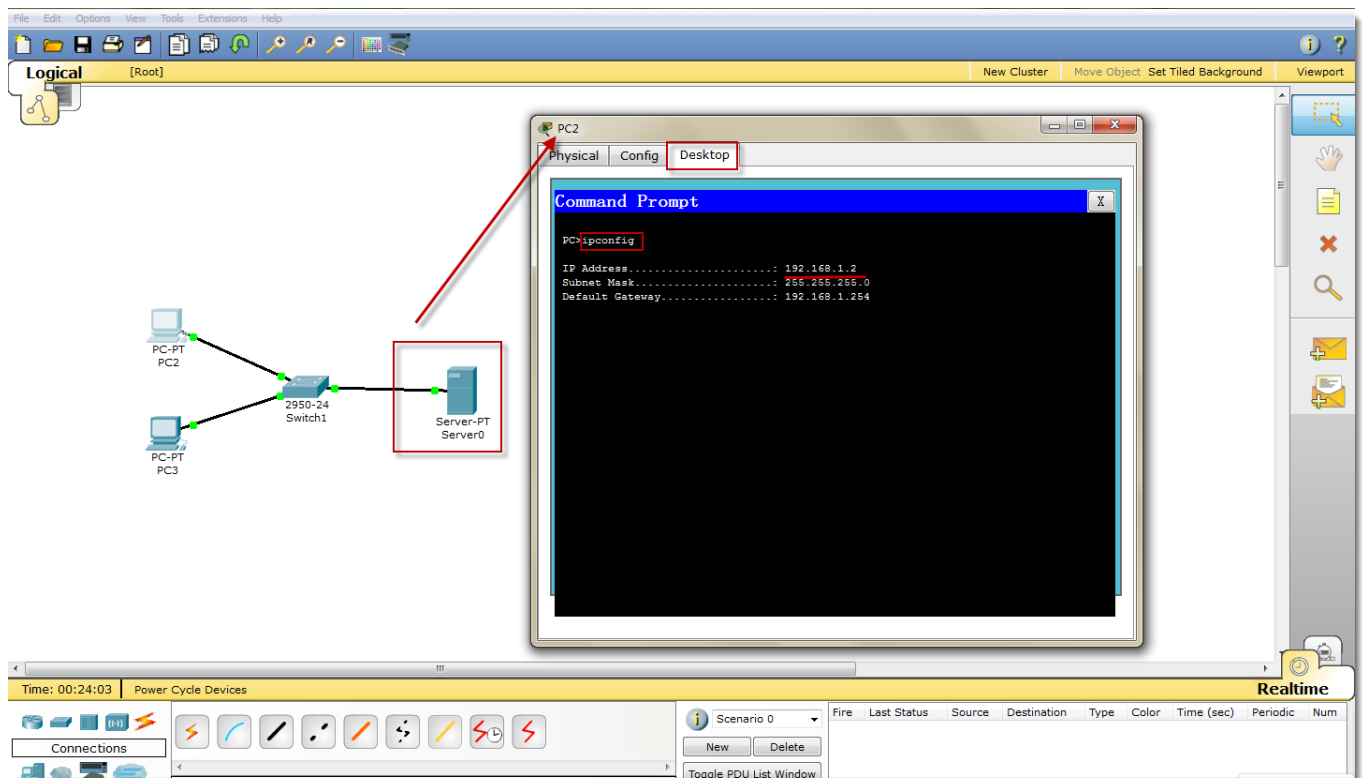 File Edit Options View Tools Extensions Help
Logical [Root] New Cluster Move Object Set Tiled Background Viewport
PC2
Physical Config Desktop
Command Prompt X
PC>ipconfig
IP Address......................: 192.168.1.2
Subnet Mask.....................: 255.255.255.0
Default Gateway.................: 192.168.1.254
PC-PT
PC2
2950-24
Switch1
Server-PT
Server0
PC-PT
PC3
Time: 00:24:03 Power Cycle Devices Realtime
Connections
Scenario 0
New Delete
Toggle PDU List Window
Fire Last Status Source Destination Type Color Time (sec) Periodic Num